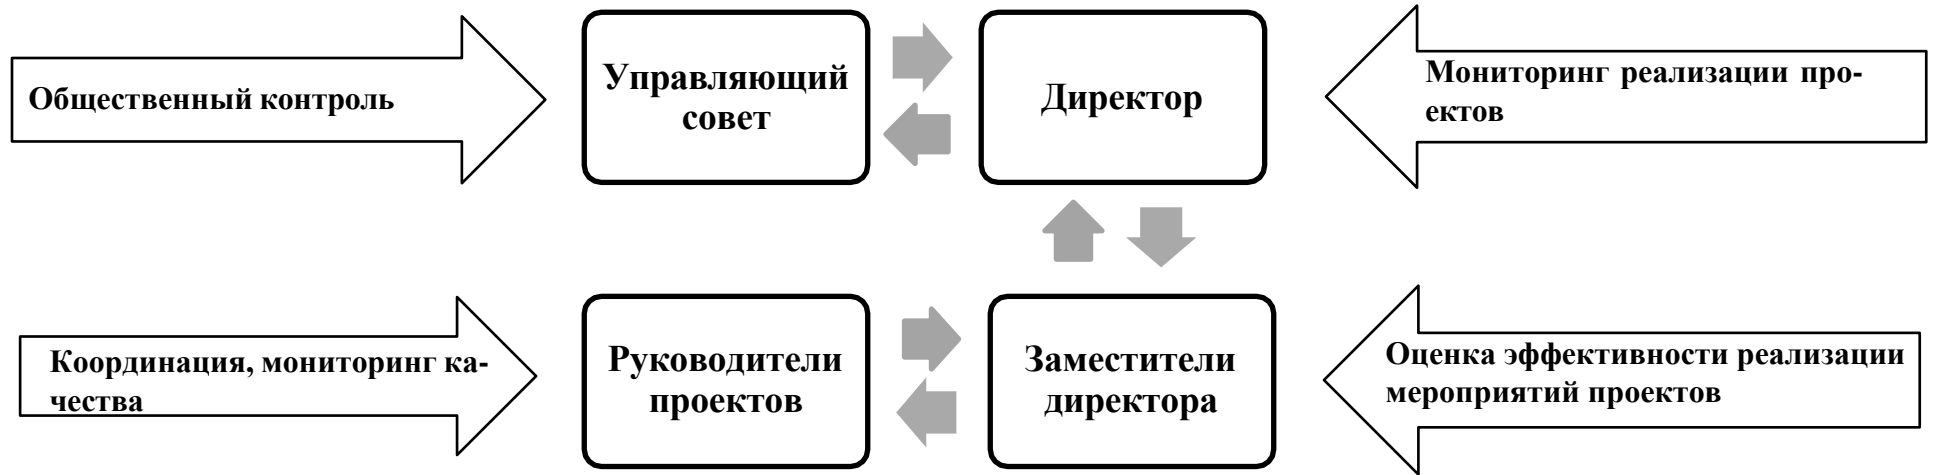 Общественный контроль
Управляющий
совет
Директор
Мониторинг реализации про-
ектов
Координация, мониторинг ка-
чества
Руководители
проектов
Заместители
директора
Оценка эффективности реализации
мероприятий проектов